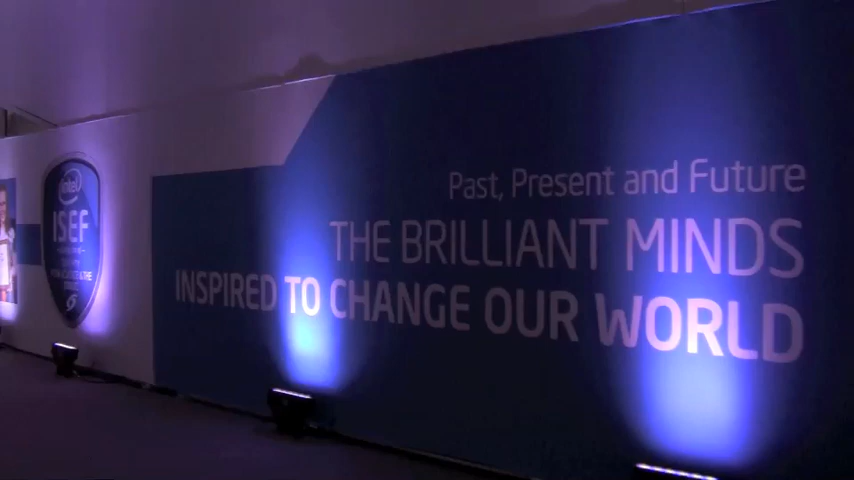 intel
ISEF
Past, Present and Future
THE BRILLIANT MINDS
INSPIRED TO CHANGE OUR WORLD